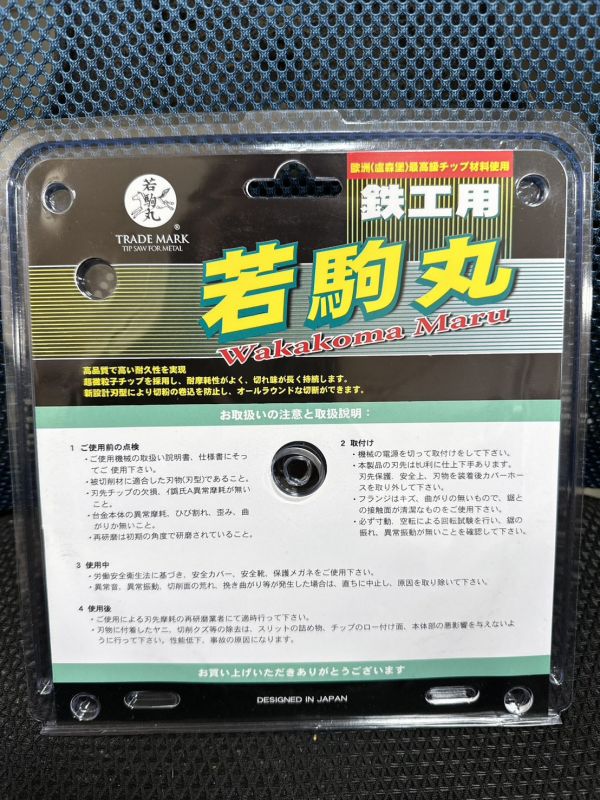 若駒丸
®
TRADE MARK
TIP SAW FOR METAL
欧洲(盧森堡)最高級チップ材料使用
鉄工用
若駒丸
Wakakoma Maru
高品質で高い耐久性を実現
超微粒子チップを採用し、耐摩耗性がよく、切れ味が長く持続します。
新設計刃型により切粉の巻込を防止し、オールラウンドな切断ができます。
お取扱いの注意と取扱説明：
1 ご使用前の点検
・ご使用機械の取扱い説明書、仕様書にそっ
てご 使用下さい。
・被切削材に適合した刃物(刃型)であること。
・刃先チップの欠損、イ員氏A異常摩耗が無い
こと。
・台金本体の異常摩耗、ひび割れ、歪み、曲
がりか無いこと。
・再研磨は初期の角度で研磨されていること。
2 取付け
・機械の電源を切って取付けをして下さい。
・本製品の刃先はtU利に仕上下手あります。
刃先保護、安全上、刃物を装着後カバーホー
スを取り外して下さい。
・フランジはキズ、曲がりの無いもので、鋸と
の接触面が清潔なものをご使用下さい。
・必ず寸動、空転による回転試験を行い、鋸の
振れ、異常振動が無いことを確認して下さい。
3 使用中
・労働安全衛生法に基づき，安全カバー、安全靴、保護メガネをご使用下さい。
・異常音、異常振動、切削面の荒れ、挽き曲がり等が発生した場合は、直ちに中止し、原因を取り除いて下さい。
4 使用後
・ご使用による刃先摩耗の再研磨業者にて適時行って下さい。
・刃物に付着したヤニ、切削クズ等の除去は、スリットの詰め物、チップのロー付け面、本体部の悪影響を与えないよ
うに行って下さい。性能低下、事故の原因になります。
お買い上げいただきありがとうございます
DESIGNED IN JAPAN